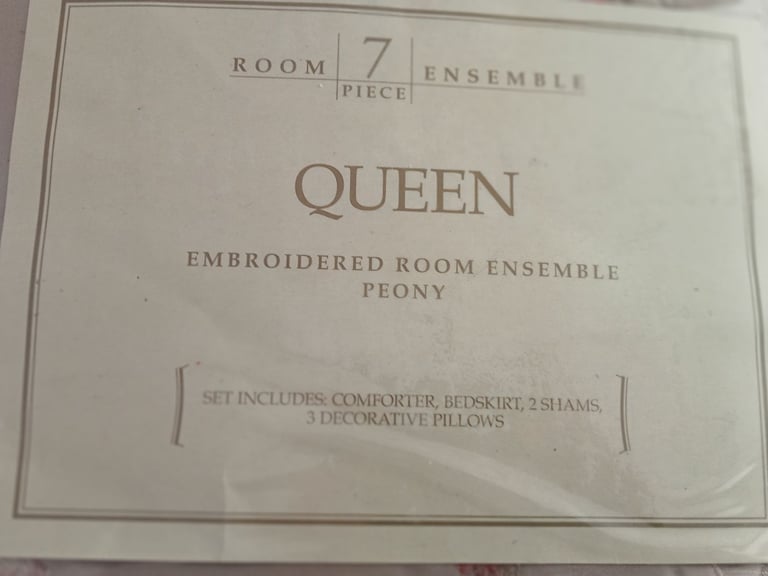 ROOM 7 ENSEMBLE
PIECE
QUEEN
EMBROIDERED ROOM ENSEMBLE
PEONY
SET INCLUDES: COMFORTER, BEDSKIRT, 2 SHAMS,
3 DECORATIVE PILLOWS